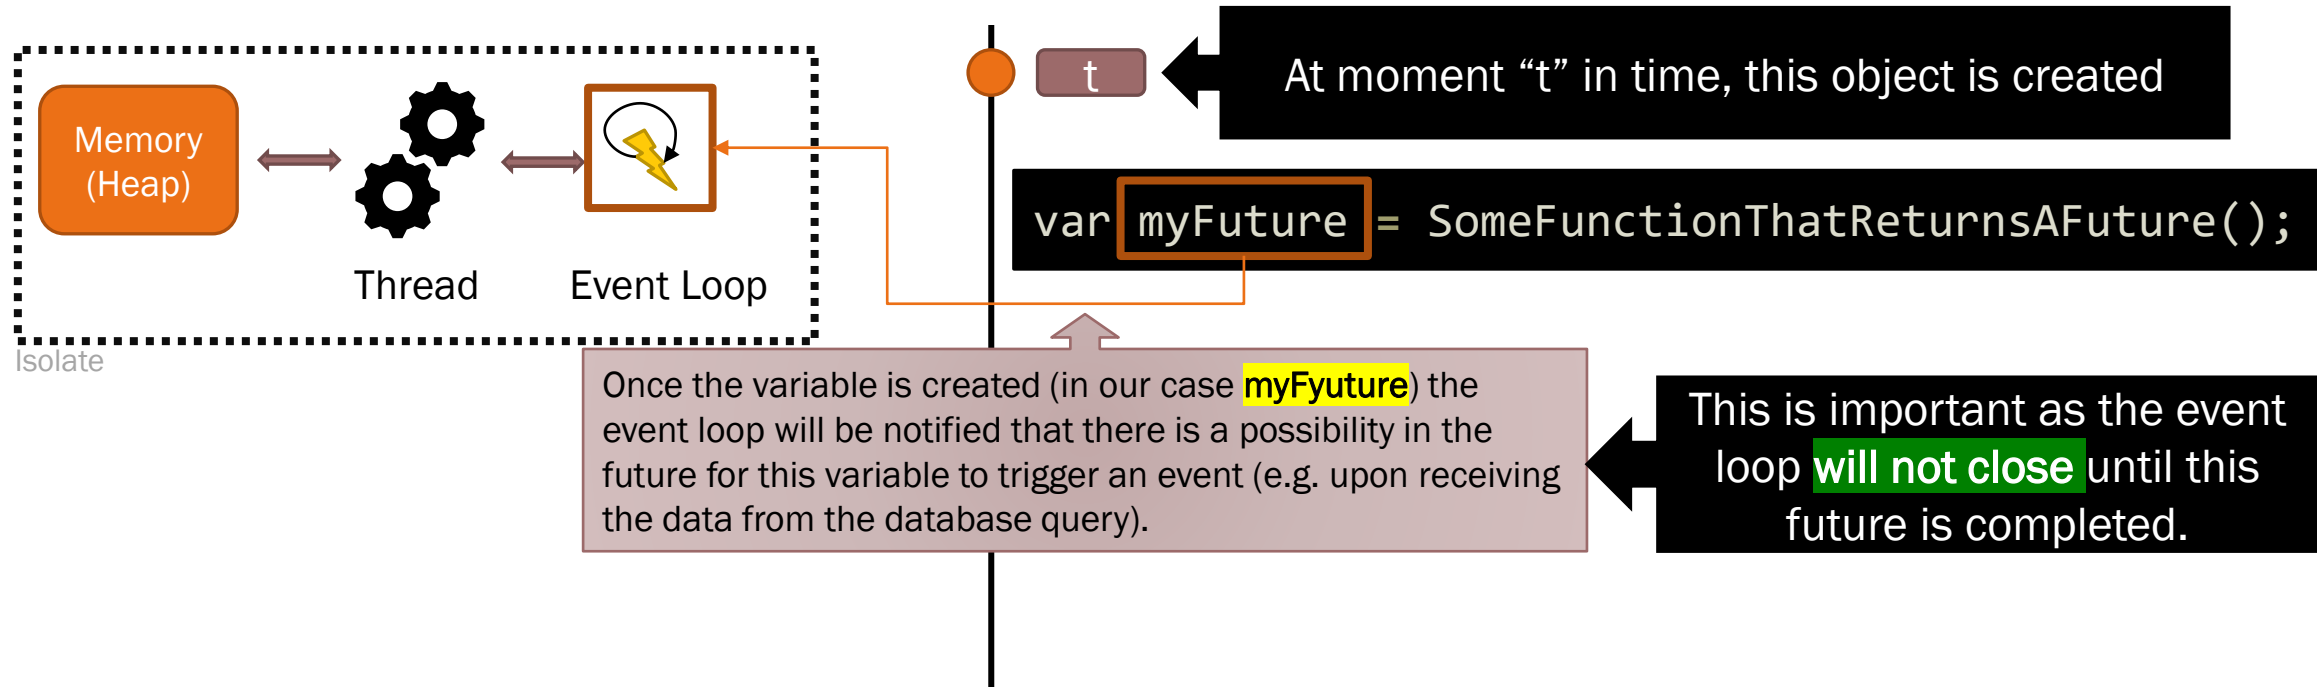 Memory
(Heap)
Thread
Event Loop
Isolate
t
At moment “t” in time, this object is created
var myFuture = SomeFunctionThatReturnsAFuture();
Once the variable is created (in our case myFyuture) the
event loop will be notified that there is a possibility in the
future for this variable to trigger an event (e.g. upon receiving
the data from the database query).
This is important as the event
loop will not close until this
future is completed.